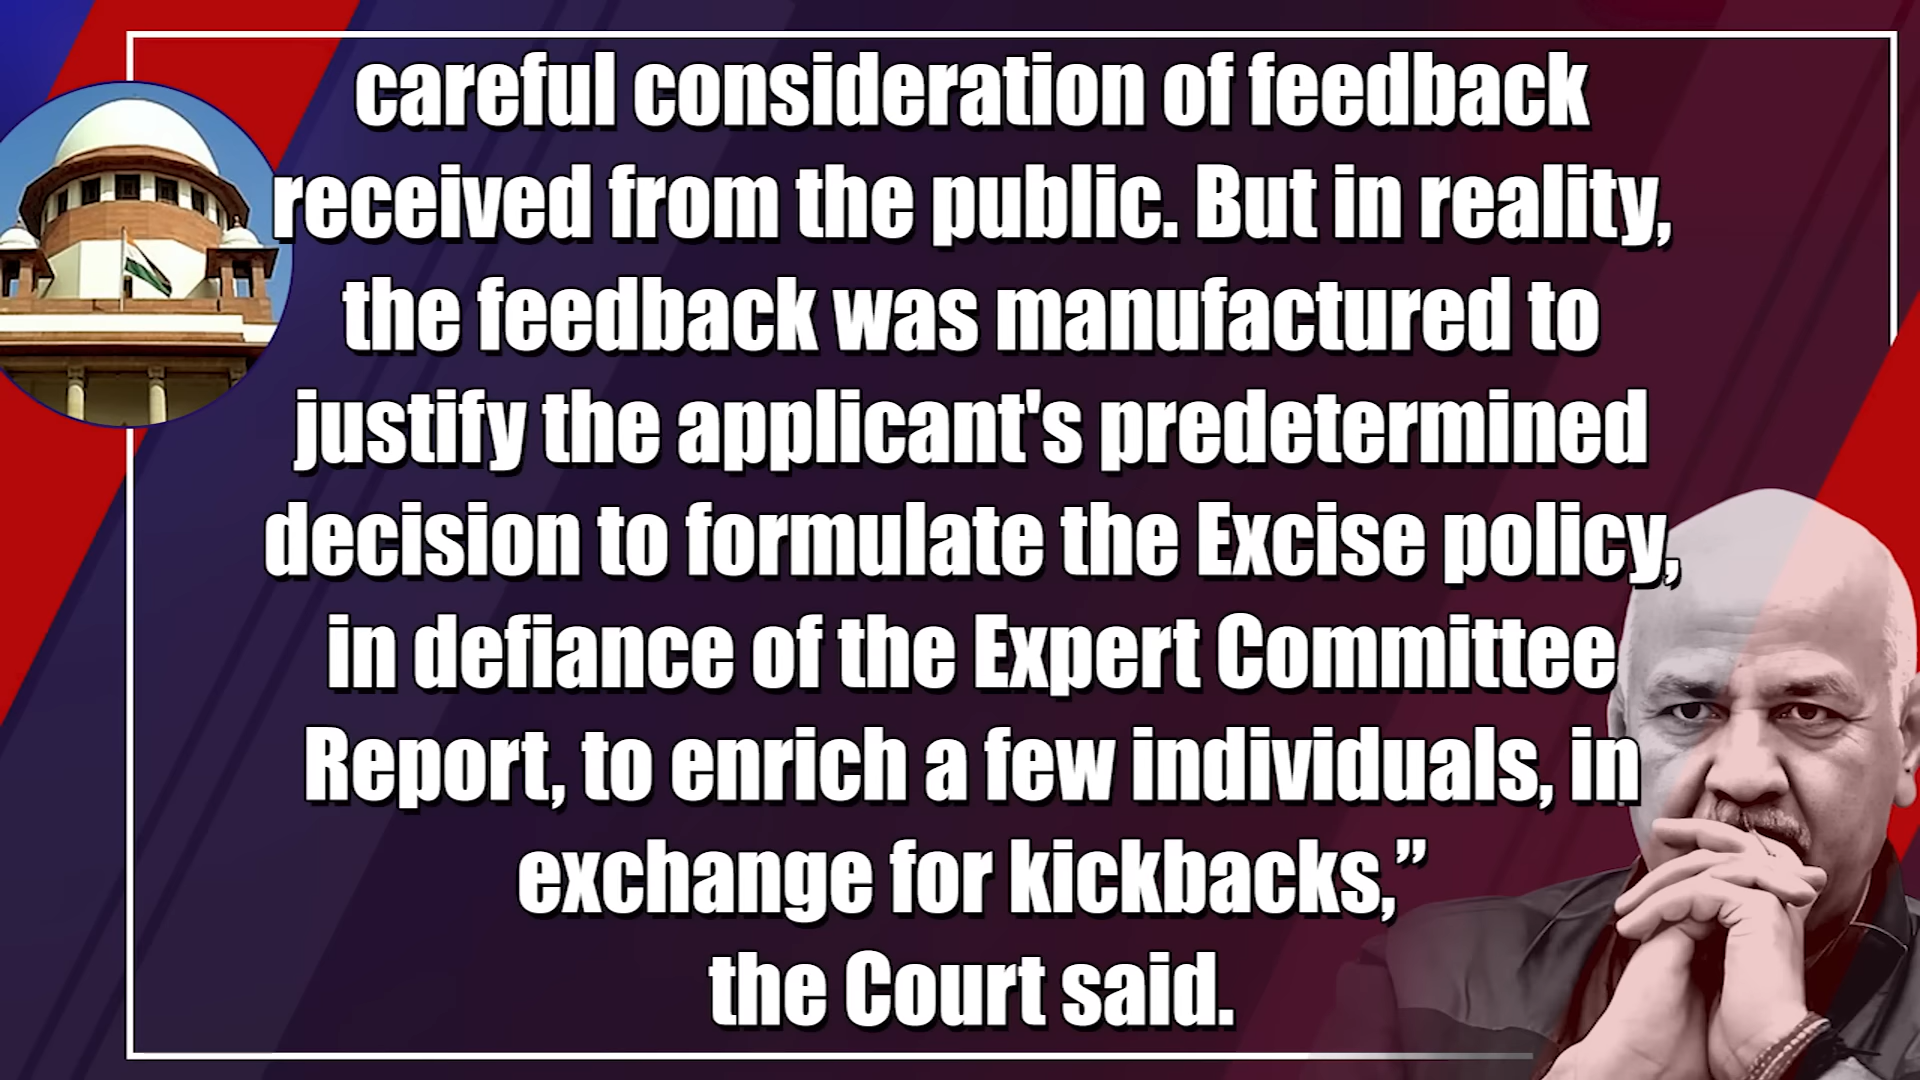 careful consideration of feedback
received from the public. But in reality,
the feedback was manufactured to
justify the applicant's predetermined
decision to formulate the Excise policy,
in defiance of the Expert Committee
Report, to enrich a few individuals, in
exchange for kickbacks,”
the Court said.